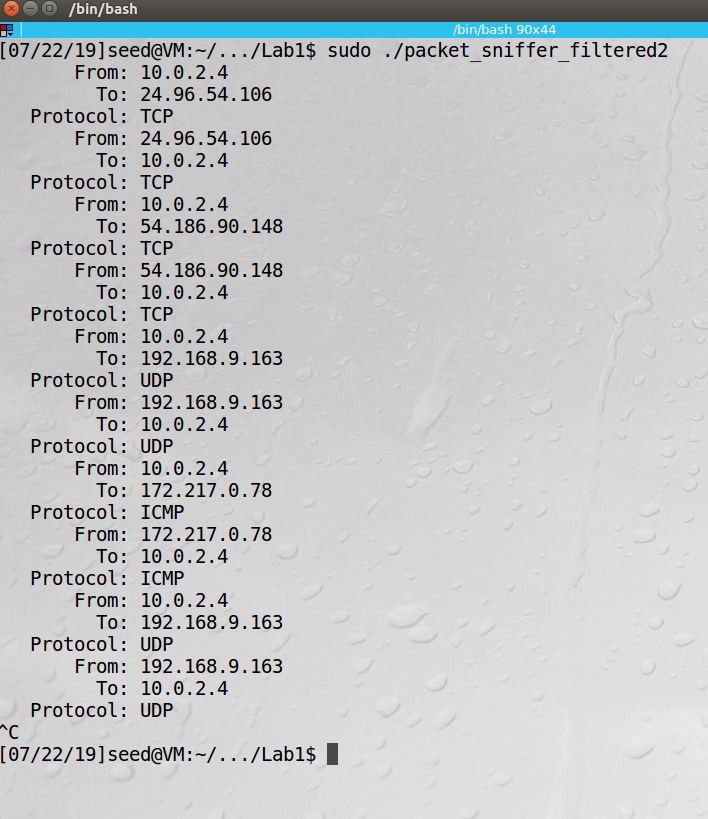 /bin/bash
/bin/bash 90x44
[07/22/19]seed@VM:~/.../Lab1$ sudo ./packet_sniffer_filtered2
From: 10.0.2.4
To: 24.96.54.106
Protocol: TCP
From: 24.96.54.106
To: 10.0.2.4
Protocol: TCP
From: 10.0.2.4
To: 54.186.90.148
Protocol: TCP
From: 54.186.90.148
To: 10.0.2.4
Protocol: TCP
From: 10.0.2.4
To: 192.168.9.163
Protocol: UDP
From: 192.168.9.163
To: 10.0.2.4
Protocol: UDP
From: 10.0.2.4
To: 172.217.0.78
Protocol: ICMP
From: 172.217.0.78
To: 10.0.2.4
Protocol: ICMP
From: 10.0.2.4
To: 192.168.9.163
Protocol: UDP
From: 192.168.9.163
To: 10.0.2.4
Protocol: UDP
^C
[07/22/19]seed@VM:~/.../Lab1$